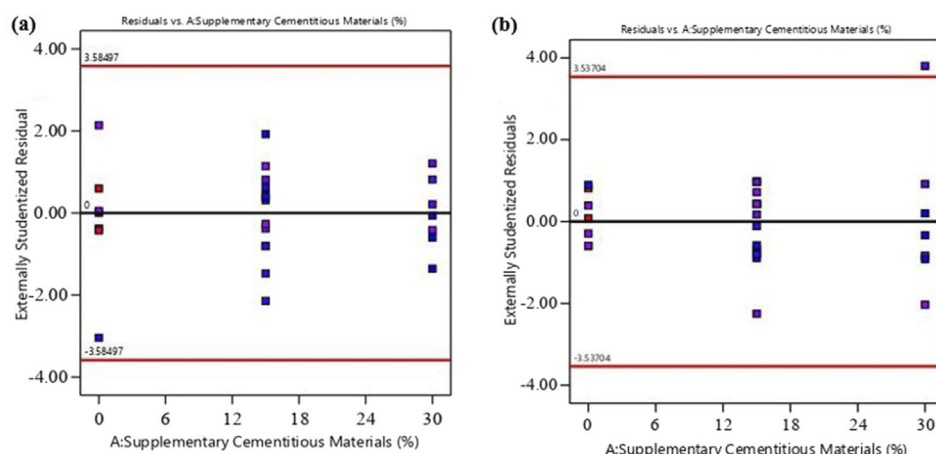 (a)
Residuals vs. A:Supplementary Cementitious Materials (%)
4.00
3.58497
2.00
0.00
0
-2.00
-3.58497
-4.00
Externally Studentized Residual
0 6 12 18 24 30
A:Supplementary Cementitious Materials (%)
(b)
Residuals vs. A:Supplementary Cementitious Materials (%)
4.00
3.53704
2.00
0.00
0
-2.00
-3.53704
-4.00
Externally Studentized Residuals
0 6 12 18 24 30
A:Supplementary Cementitious Materials (%)